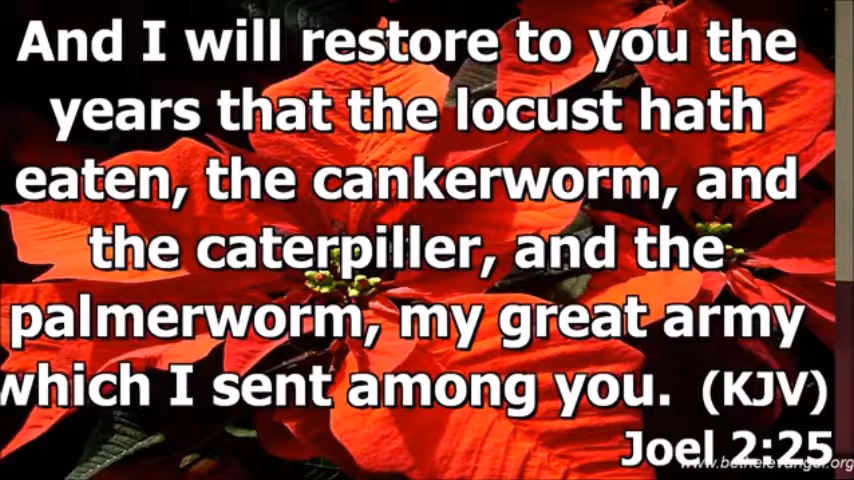 And I will restore to you the
years that the locust hath
eaten, the cankerworm, and
the caterpiller, and the
palmerworm, my great army
which I sent among you. (KJV)
Joel 2:25